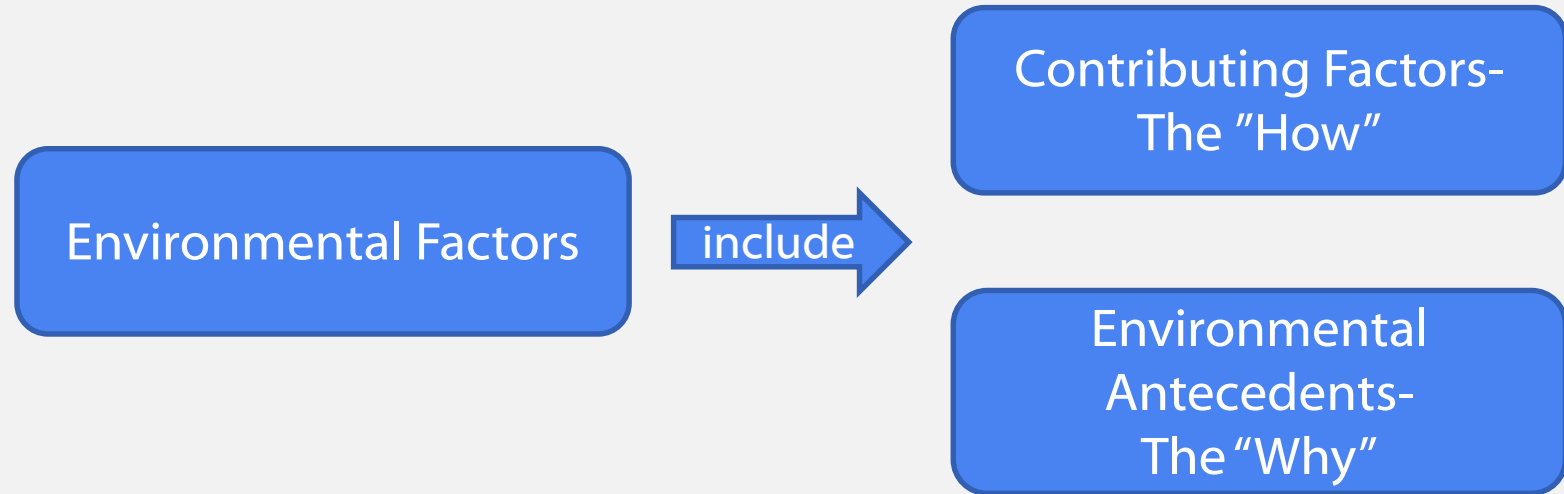 Environmental Factors
include
Contributing Factors-
The ”How”
Environmental
Antecedents-
The “Why”